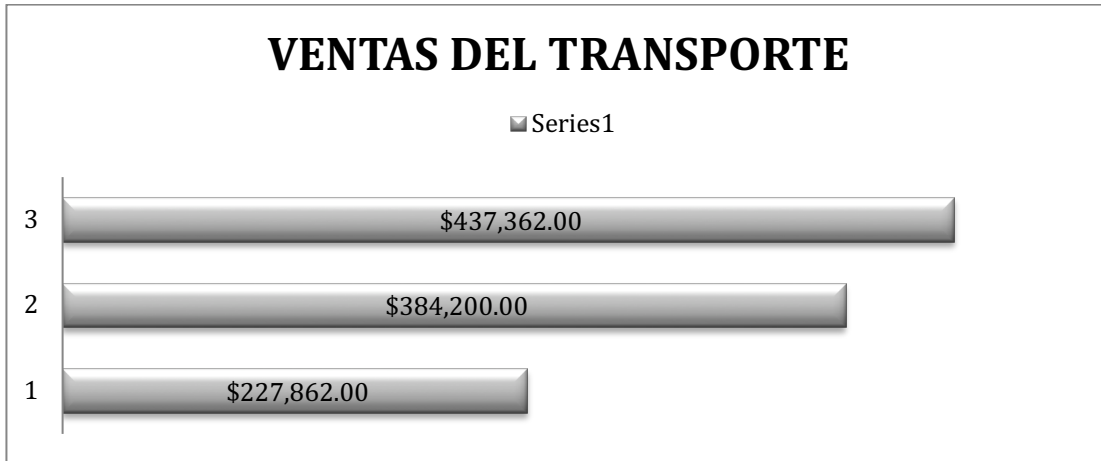 VENTAS DEL TRANSPORTE
Series1
3 $437,362.00
2 $384,200.00
1 $227,862.00